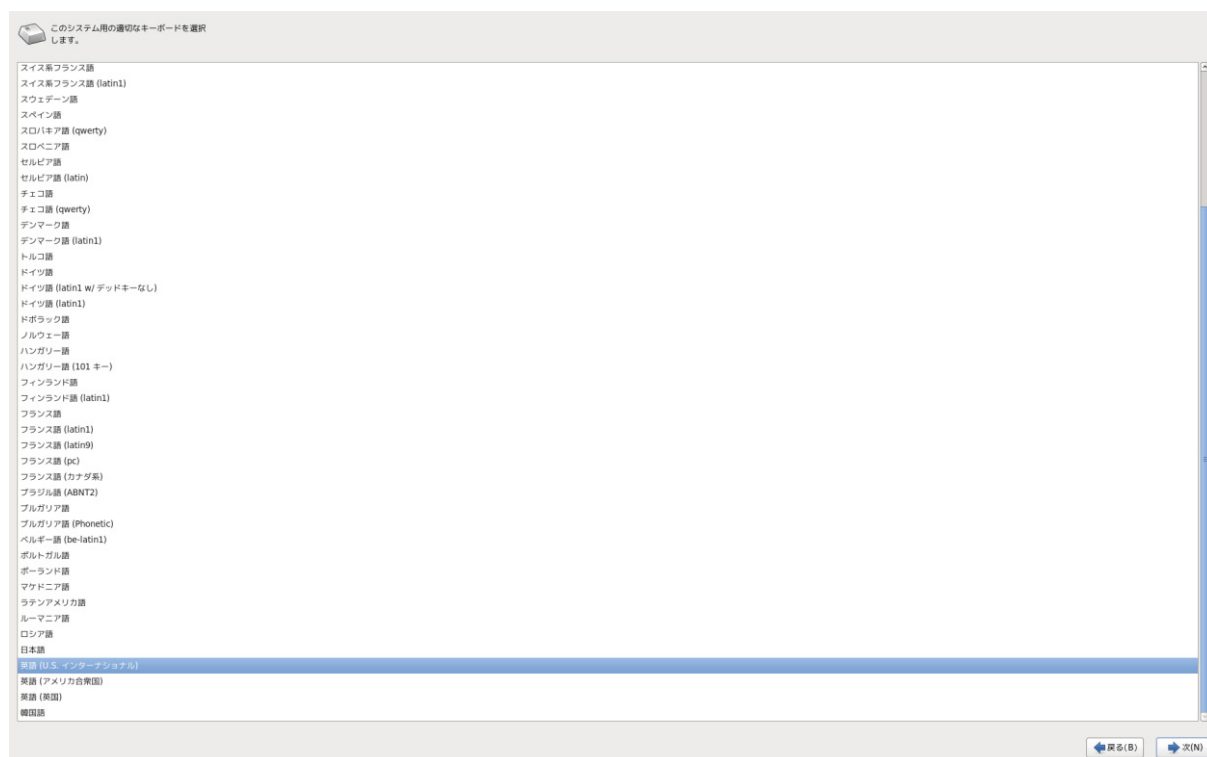 このシステム用の適切なキーボードを選択
します。
スイス系フランス語
スイス系フランス語 (latin1)
スウェデーン語
スペイン語
スロバキア語 (qwerty)
スロベニア語
セルビア語
セルビア語 (latin)
チェコ語
チェコ語 (qwerty)
デンマーク語
デンマーク語 (latin1)
トルコ語
ドイツ語
ドイツ語 (latin1 w/ デッドキーなし)
ドイツ語 (latin1)
ドボラック語
ノルウェー語
ハンガリー語
ハンガリー語 (101 キー)
フィンランド語
フィンランド語 (latin1)
フランス語
フランス語 (latin1)
フランス語 (latin9)
フランス語 (pc)
フランス語 (カナダ系)
ブラジル語 (ABNT2)
ブルガリア語
ブルガリア語 (Phonetic)
ベルギー語 (be-latin1)
ポルトガル語
ポーランド語
マケドニア語
ラテンアメリカ語
ルーマニア語
ロシア語
日本語
英語 (U.S. インターナショナル)
英語 (アメリカ合衆国)
英語 (英国)
韓国語
戻る(B) 次(N)